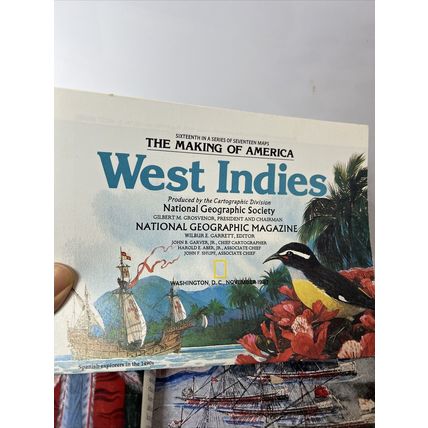 SIXTEENTH IN A SERIES OF SEVENTEEN MAPS
THE MAKING OF AMERICA
West Indies
Produced by the Cartographic Division
National Geographic Society
GILBERT M. GROSVENOR, PRESIDENT AND CHAIRMAN
NATIONAL GEOGRAPHIC MAGAZINE
WILBUR E. GARRETT, EDITOR
JOHN B. GARVER, JR., CHIEF CARTOGRAPHER
HAROLD E. ABER, JR., ASSOCIATE CHIEF
JOHN F. SHUPE, ASSOCIATE CHIEF
WASHINGTON, D.C., NOVEMBER 1987
Spanish explorers in the 1490s